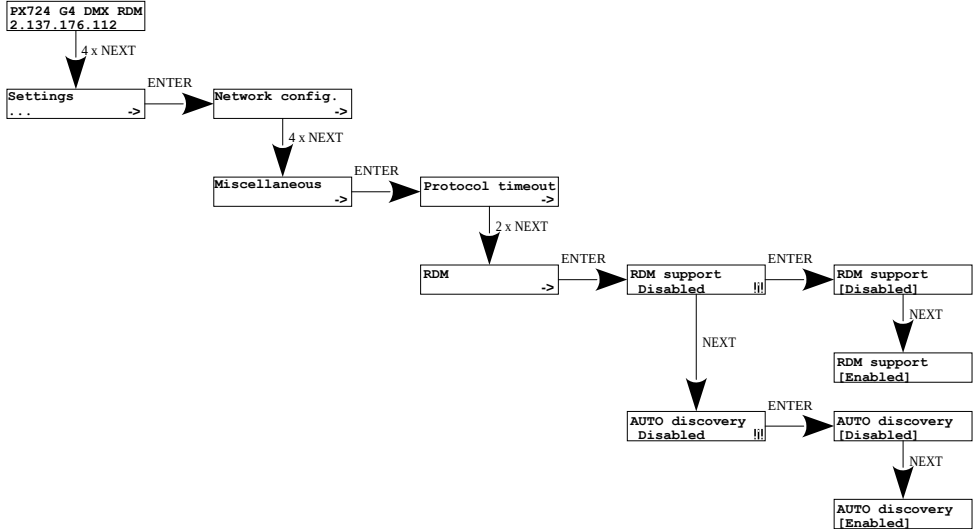 PX724 G4 DMX RDM
2.137.176.112
4 x NEXT
Settings
... ->
ENTER
Network config.
->
4 x NEXT
Miscellaneous
->
ENTER
Protocol timeout
->
2 x NEXT
RDM
->
ENTER
RDM support
Disabled !i!
ENTER
RDM support
[Disabled]
NEXT
RDM support
[Enabled]
NEXT
AUTO discovery
Disabled !i!
ENTER
AUTO discovery
[Disabled]
NEXT
AUTO discovery
[Enabled]